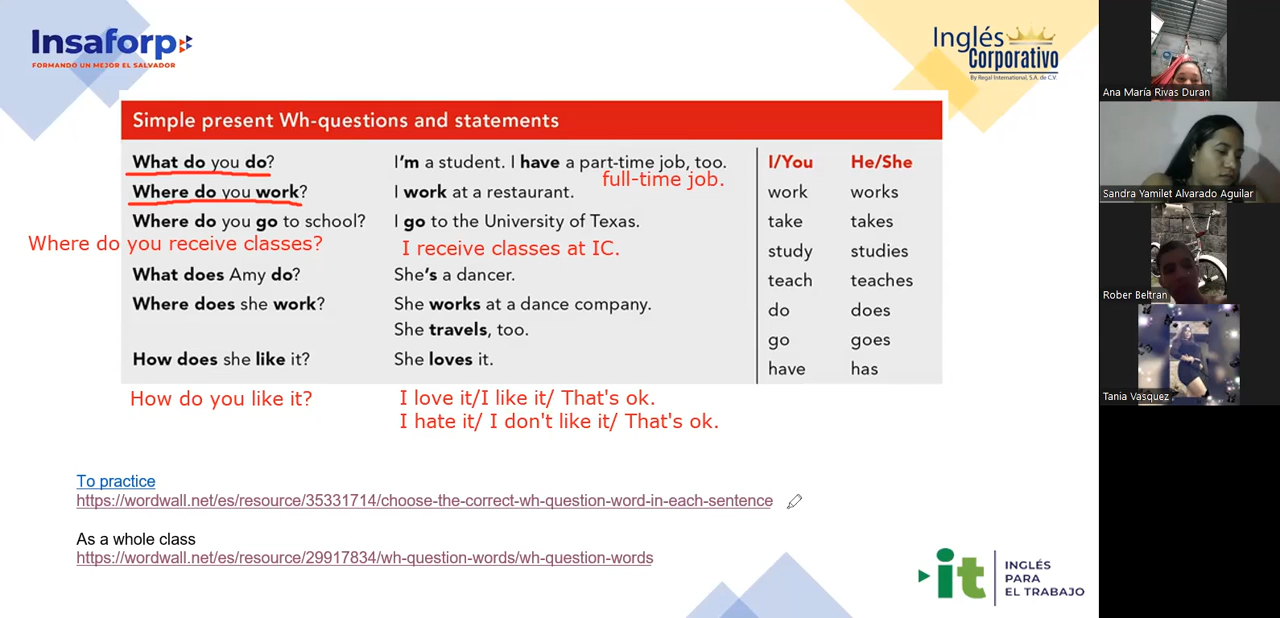 Insaforp
FORMANDO UN MEJOR EL SALVADOR
Inglés
Corporativo
By Regal International, S.A. de C.V.
Simple present Wh-questions and statements
What do you do? I'm a student. I have a part-time job, too. I/You He/She
full-time job.
Where do you work? I work at a restaurant. work works
Where do you go to school? I go to the University of Texas. take takes
Where do you receive classes? I receive classes at IC. study studies
What does Amy do? She's a dancer. teach teaches
Where does she work? She works at a dance company. do does
She travels, too. go goes
How does she like it? She loves it. have has
How do you like it? I love it/I like it/ That's ok.
I hate it/ I don't like it/ That's ok.
To practice
https://wordwall.net/es/resource/35331714/choose-the-correct-wh-question-word-in-each-sentence
As a whole class
https://wordwall.net/es/resource/29917834/wh-question-words/wh-question-words
it
INGLÉS
PARA
EL TRABAJO
Ana María Rivas Duran
Sandra Yamilet Alvarado Aguilar
Rober Beltran
Tania Vasquez